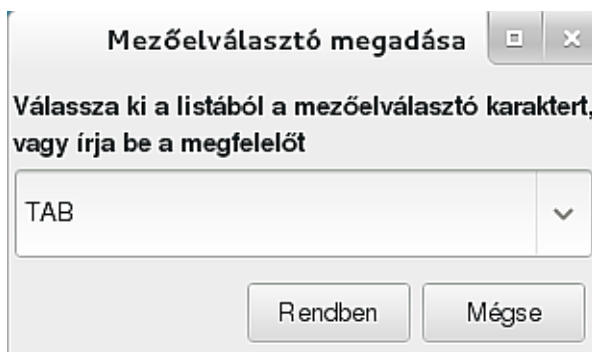 Mezőelválasztó megadása
Válassza ki a listából a mezőelválasztó karaktert,
vagy írja be a megfelelőt
TAB
Rendben Mégse